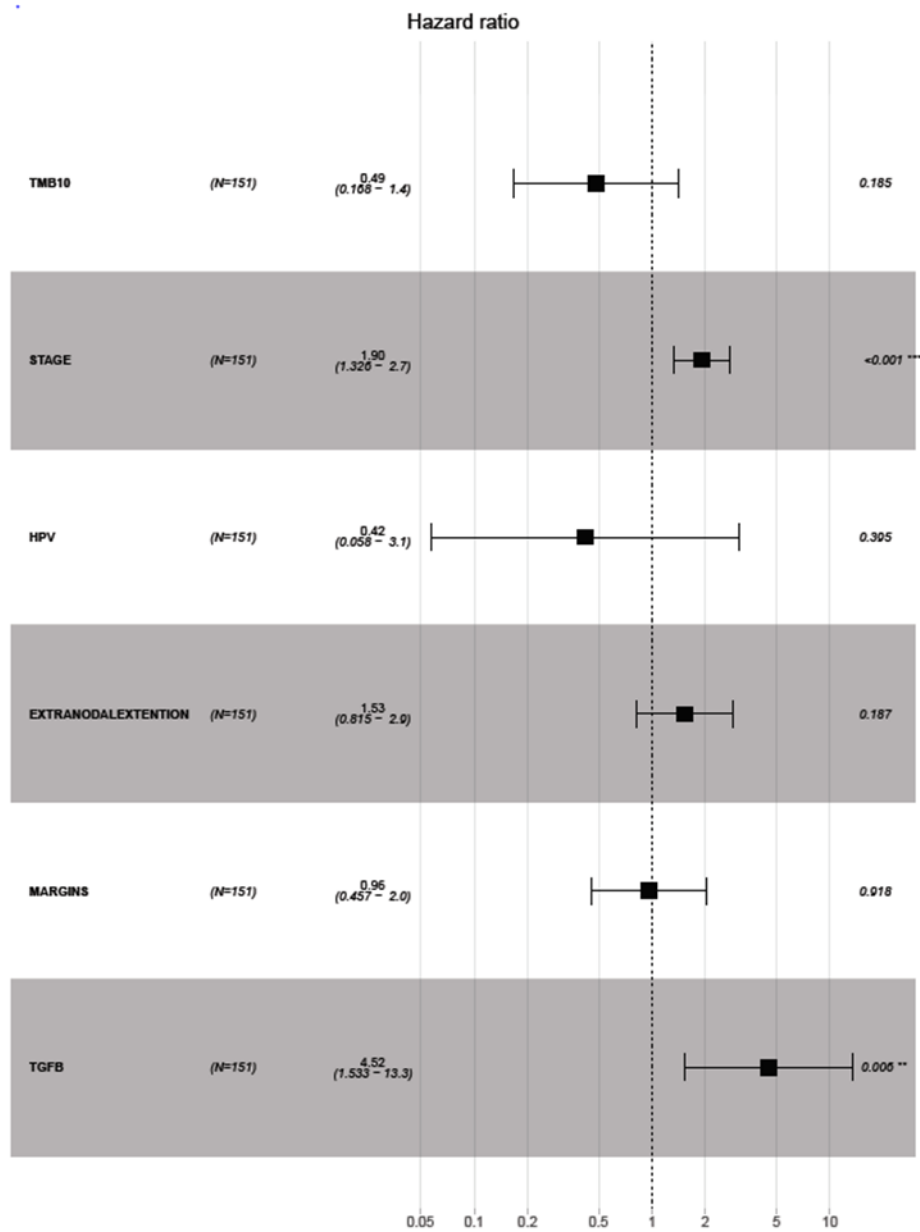 Hazard ratio
TMB10 (N=151) 0.49 0.185
(0.168 − 1.4)
STAGE (N=151) 1.90 <0.001 ***
(1.326 − 2.7)
HPV (N=151) 0.42 0.395
(0.058 − 3.1)
EXTRANODALEXTENTION (N=151) 1.53 0.187
(0.815 − 2.9)
MARGINS (N=151) 0.96 0.918
(0.457 − 2.0)
TGFB (N=151) 4.52 0.006 **
(1.533 − 13.3)
0.05 0.1 0.2 0.5 1 2 5 10